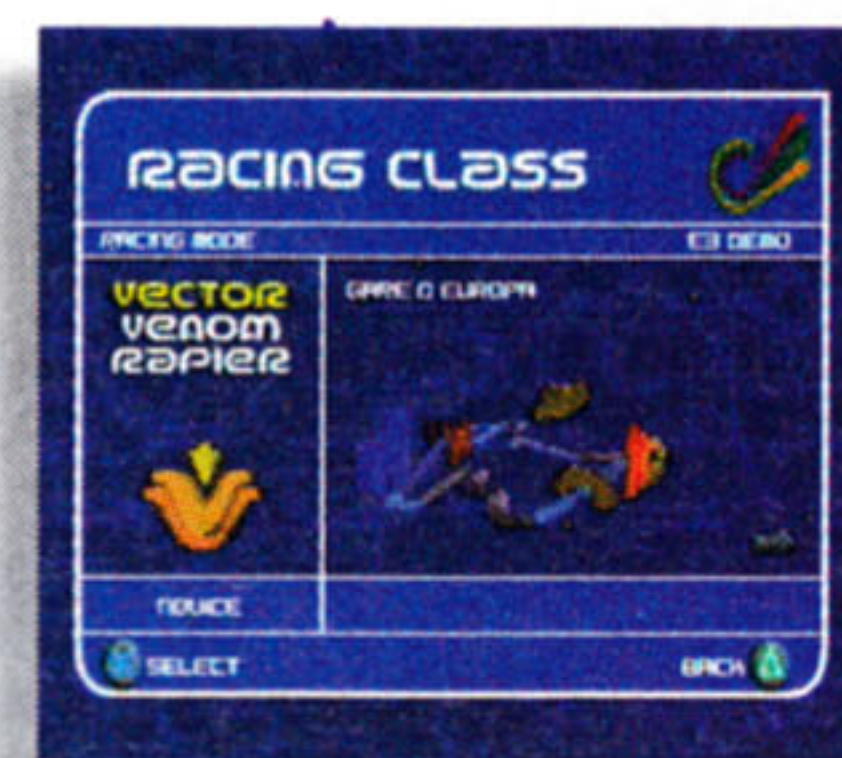 RACING CLASS
RACING MODE
E3 DEMO
VECTOR
VENOM
RAPIER
GARE D EUROPA
NOVICE
SELECT
BACK